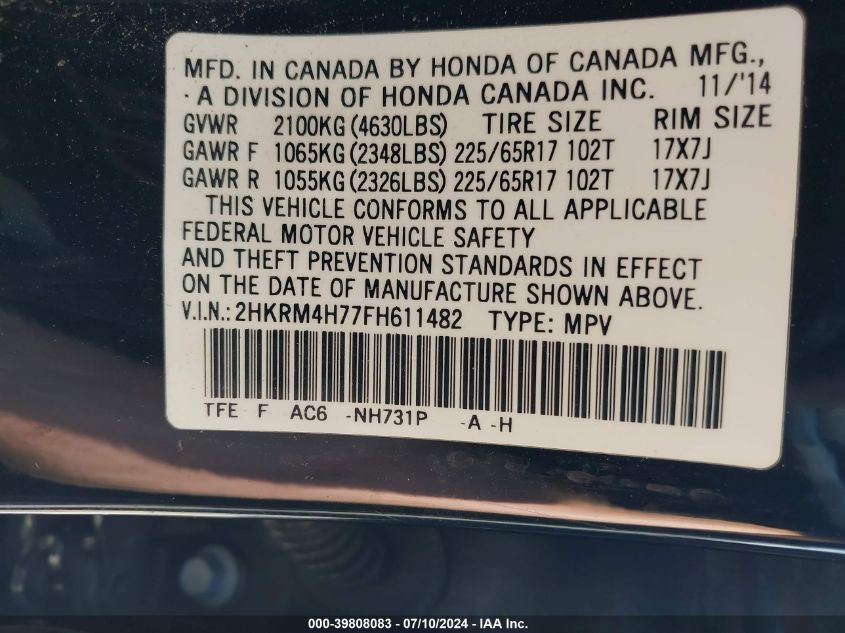 MFD. IN CANADA BY HONDA OF CANADA MFG.,
· A DIVISION OF HONDA CANADA INC. 11/'14
GVWR 2100KG (4630LBS) TIRE SIZE RIM SIZE
GAWR F 1065KG (2348LBS) 225/65R17 102T 17X7J
GAWR R 1055KG (2326LBS) 225/65R17 102T 17X7J
THIS VEHICLE CONFORMS TO ALL APPLICABLE
FEDERAL MOTOR VEHICLE SAFETY
AND THEFT PREVENTION STANDARDS IN EFFECT
ON THE DATE OF MANUFACTURE SHOWN ABOVE.
V.I.N.: 2HKRM4H77FH611482 TYPE: MPV
TFE F AC6 -NH731P -A -H
000-39808083 - 07/10/2024 - IAA Inc.